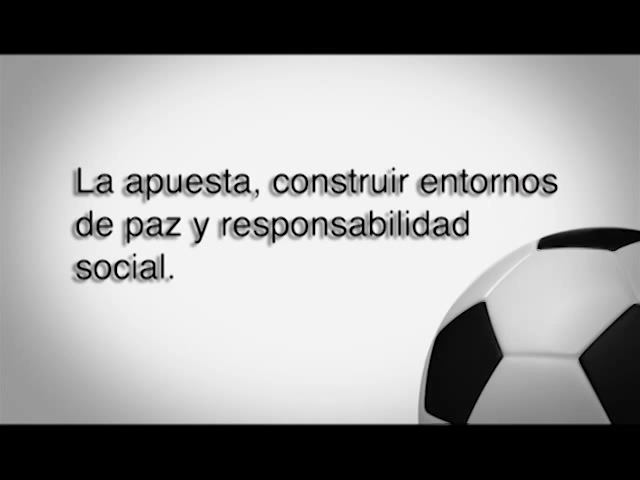 La apuesta, construir entornos
de paz y responsabilidad
social.